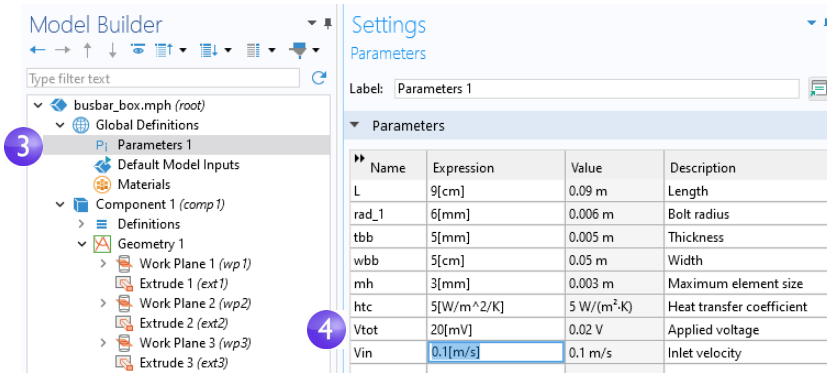 Model Builder
Type filter text
busbar_box.mph (root)
Global Definitions
3
Pi Parameters 1
Default Model Inputs
Materials
Component 1 (comp1)
Definitions
Geometry 1
Work Plane 1 (wp1)
Extrude 1 (ext1)
Work Plane 2 (wp2)
Extrude 2 (ext2)
Work Plane 3 (wp3)
Extrude 3 (ext3)
Settings
Parameters
Label: Parameters 1
Parameters
Name Expression Value Description
L 9[cm] 0.09 m Length
rad_1 6[mm] 0.006 m Bolt radius
tbb 5[mm] 0.005 m Thickness
wbb 5[cm] 0.05 m Width
mh 3[mm] 0.003 m Maximum element size
htc 5[W/m^2/K] 5 W/(m²·K) Heat transfer coefficient
4
Vtot 20[mV] 0.02 V Applied voltage
Vin 0.1[m/s] 0.1 m/s Inlet velocity